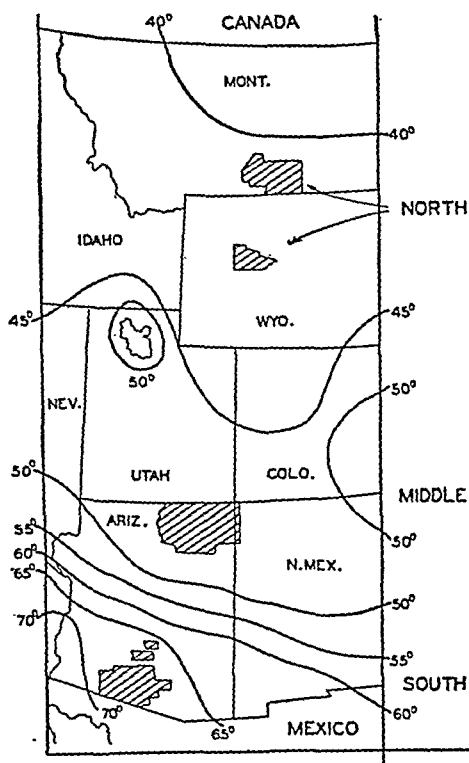 40°
CANADA
MONT.
40°
NORTH
IDAHO
45°
WYO.
45°
50°
50°
NEV.
50°
UTAH
COLO.
MIDDLE
ARIZ.
55°
50°
60°
N.MEX.
65°
50°
70°
55°
SOUTH
70°
60°
65°
MEXICO